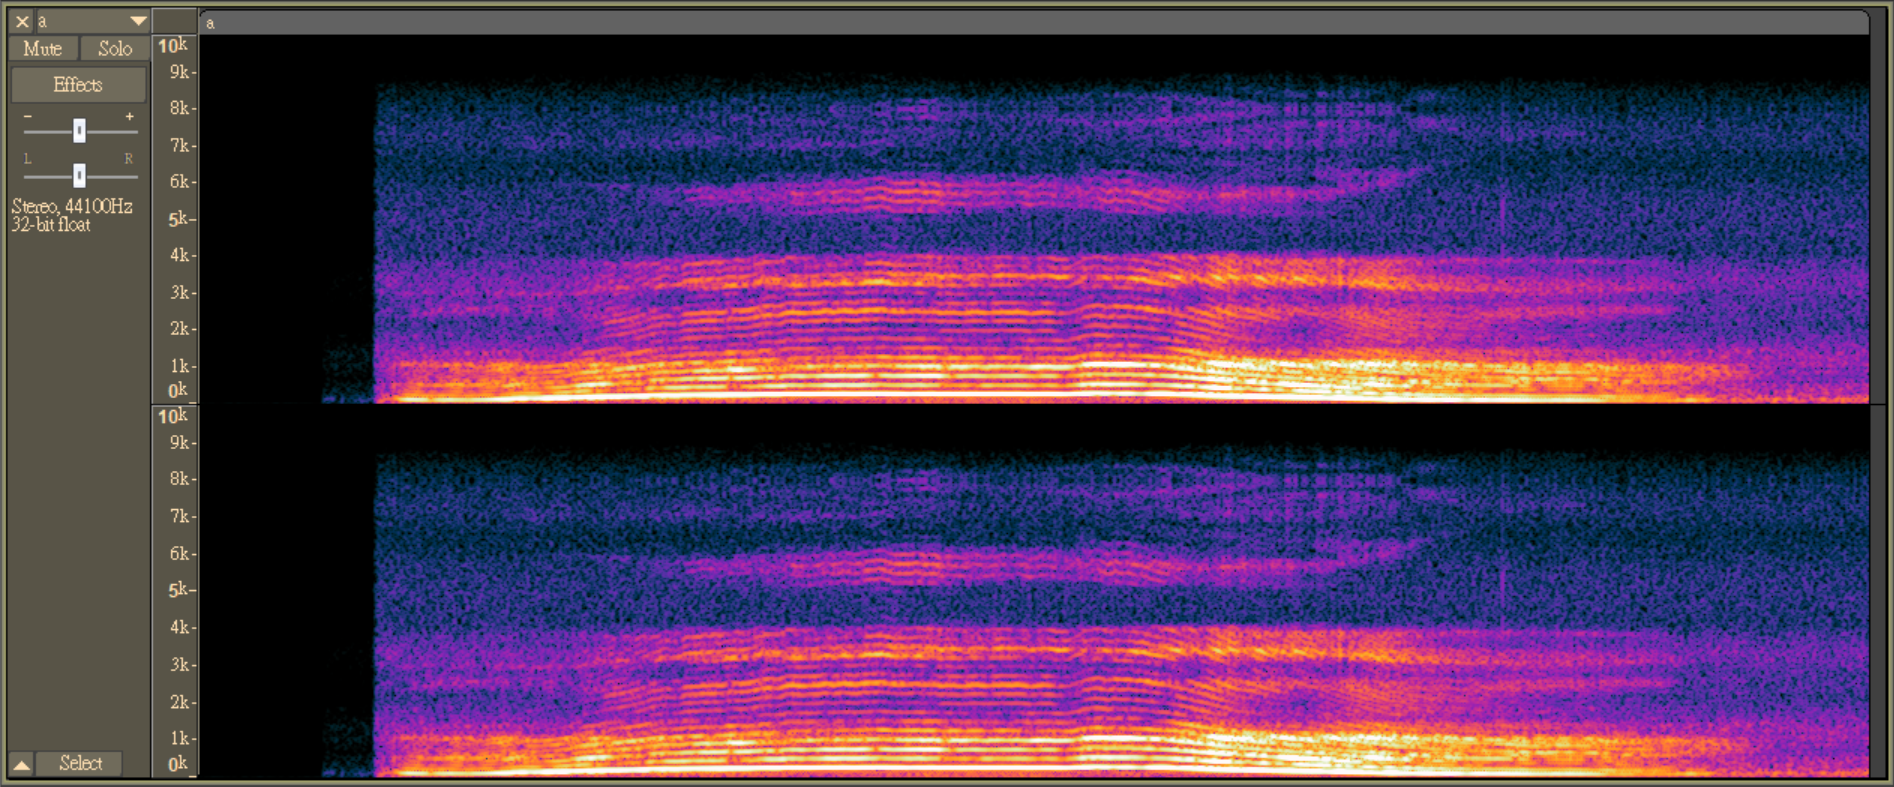 a
a
Mute Solo
Effects
- +
L R
Stereo, 44100Hz
32-bit float
10k
9k-
8k-
7k-
6k-
5k-
4k-
3k-
2k-
1k-
0k
10k
9k-
8k-
7k-
6k-
5k-
4k-
3k-
2k-
1k-
0k
Select